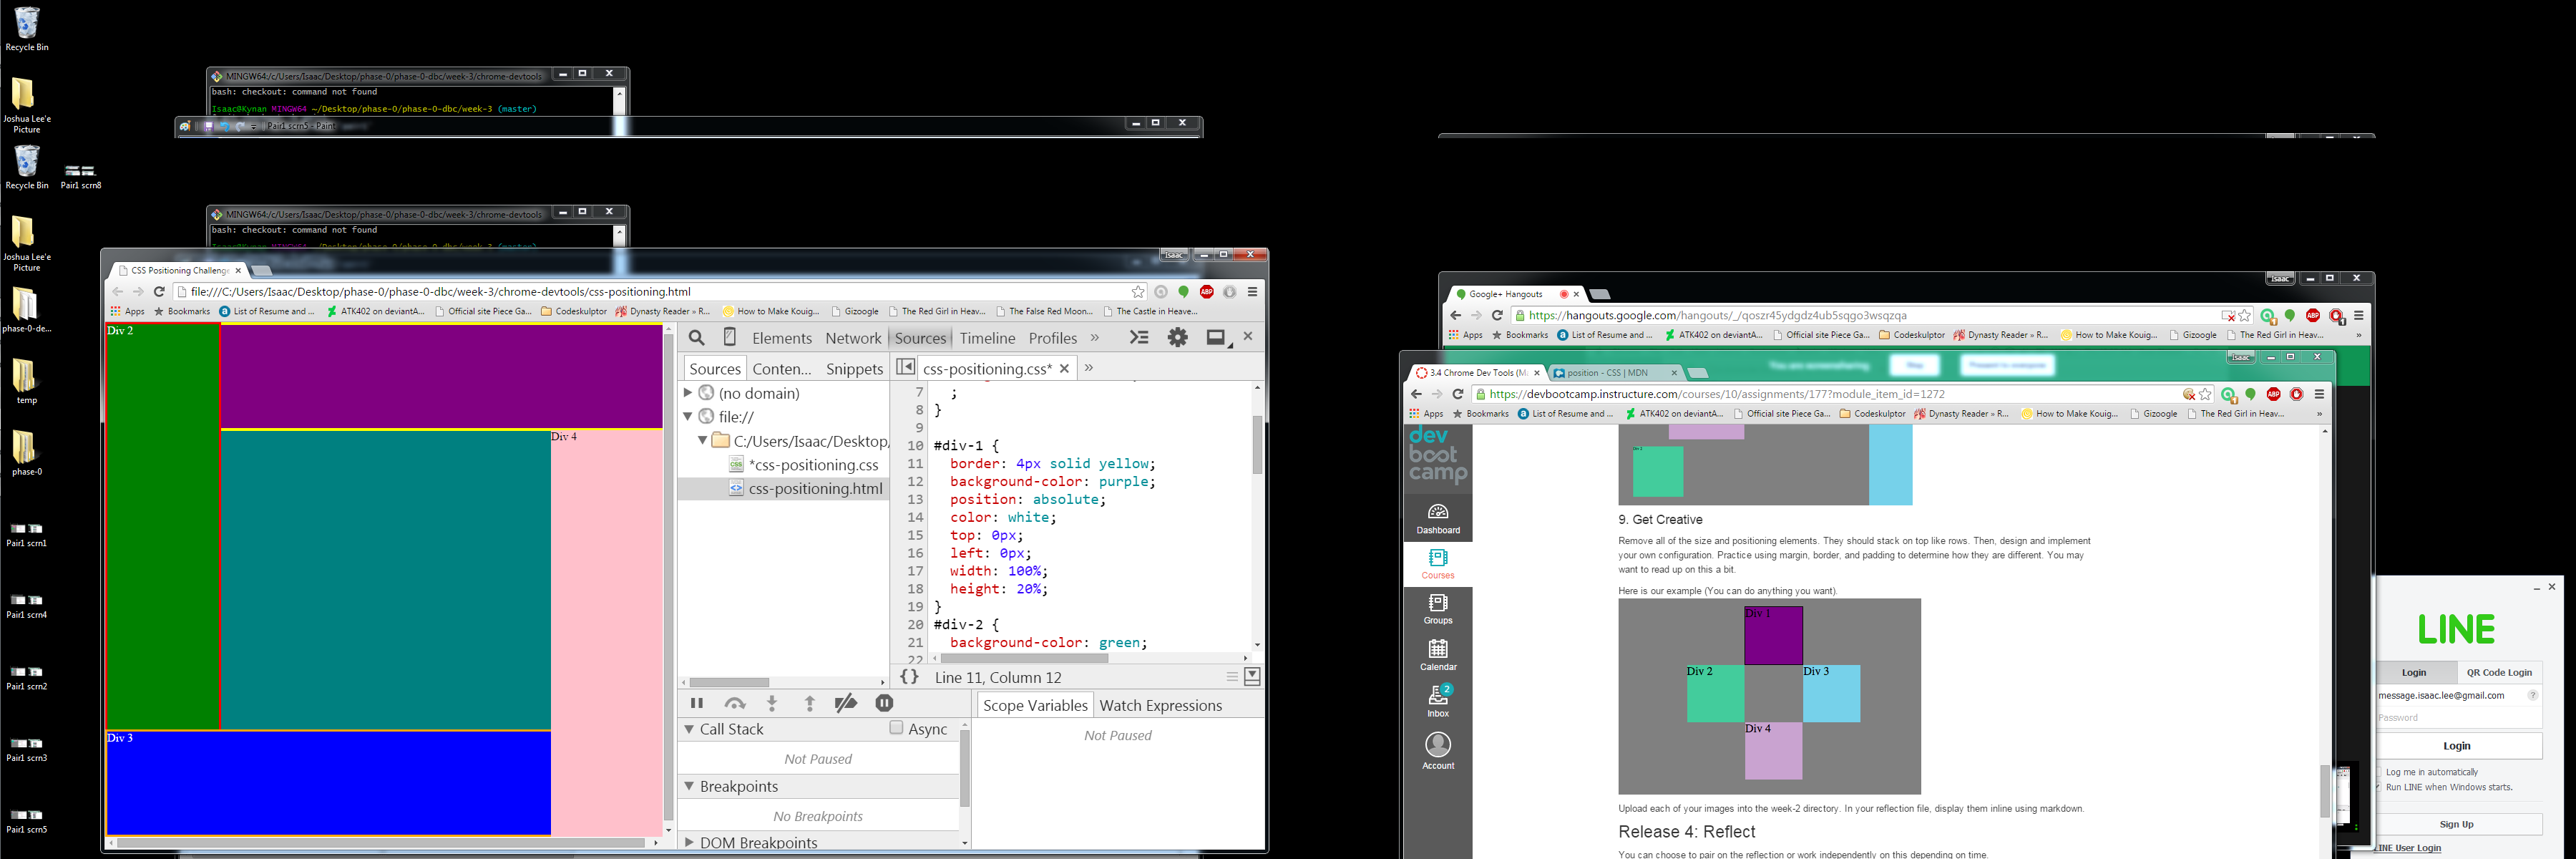 Recycle Bin
Joshua Lee'e
Picture
MINGW64:/c/Users/Isaac/Desktop/phase-0/phase-0-dbc/week-3/chrome-devtools
bash: checkout: command not found
Isaac@Kynan MINGW64 ~/Desktop/phase-0/phase-0-dbc/week-3 (master)
Pair1 scrn5 - Paint
Recycle Bin
Pair1 scrn8
Joshua Lee'e
Picture
phase-0-de...
temp
phase-0
Pair1 scrn1
Pair1 scrn4
Pair1 scrn2
Pair1 scrn3
Pair1 scrn5
MINGW64:/c/Users/Isaac/Desktop/phase-0/phase-0-dbc/week-3/chrome-devtools
bash: checkout: command not found
Isaac
CSS Positioning Challenge
file:///C:/Users/Isaac/Desktop/phase-0/phase-0-dbc/week-3/chrome-devtools/css-positioning.html
Apps Bookmarks List of Resume and ... ATK402 on deviantA... Official site Piece Ga... Codeskulptor Dynasty Reader » R... How to Make Kouig... Gizoogle The Red Girl in Heav... The False Red Moon... The Castle in Heave...
Div 2
Div 4
Div 3
Elements Network Sources Timeline Profiles »
Sources Conten... Snippets
(no domain)
file://
C:/Users/Isaac/Desktop,
*css-positioning.css
css-positioning.html
css-positioning.css* »
7 ;
8 }
9
10 #div-1 {
11 border: 4px solid yellow;
12 background-color: purple;
13 position: absolute;
14 color: white;
15 top: 0px;
16 left: 0px;
17 width: 100%;
18 height: 20%;
19 }
20 #div-2 {
21 background-color: green;
22
{} Line 11, Column 12
Call Stack Async
Not Paused
Breakpoints
No Breakpoints
DOM Breakpoints
Scope Variables Watch Expressions
Not Paused
Isaac
Google+ Hangouts
https://hangouts.google.com/hangouts/_/qoszr45ydgdz4ub5sqgo3wsqzqa
Apps Bookmarks List of Resume and ... ATK402 on deviantA... Official site Piece Ga... Codeskulptor Dynasty Reader » R... How to Make Kouig... Gizoogle The Red Girl in Heav... »
You are screensharing
Isaac
3.4 Chrome Dev Tools (Ma
position - CSS | MDN
https://devbootcamp.instructure.com/courses/10/assignments/177?module_item_id=1272
Apps Bookmarks List of Resume and ... ATK402 on deviantA... Official site Piece Ga... Codeskulptor Dynasty Reader » R... How to Make Kouig... Gizoogle The Red Girl in Heav... »
dev
boot
camp
Dashboard
Courses
Groups
Calendar
2
Inbox
Account
9. Get Creative
Remove all of the size and positioning elements. They should stack on top like rows. Then, design and implement
your own configuration. Practice using margin, border, and padding to determine how they are different. You may
want to read up on this a bit.
Here is our example (You can do anything you want).
Div 1
Div 2
Div 3
Div 4
Upload each of your images into the week-2 directory. In your reflection file, display them inline using markdown.
Release 4: Reflect
You can choose to pair on the reflection or work independently on this depending on time.
LINE
Login QR Code Login
message.isaac.lee@gmail.com ?
Password
Login
Log me in automatically
Run LINE when Windows starts.
Sign Up
LINE User Login